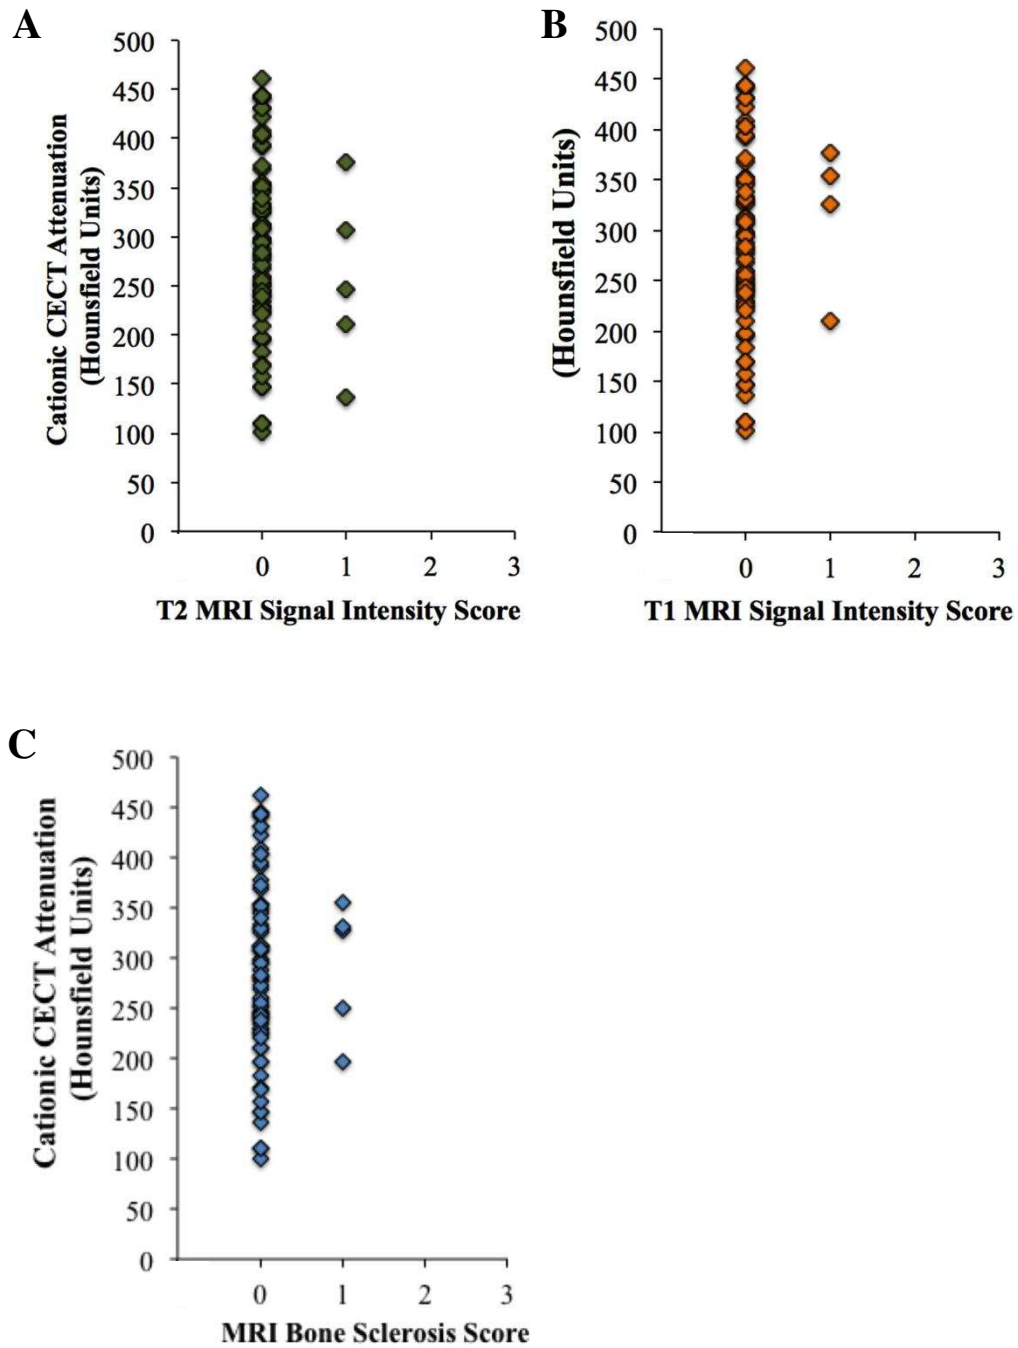 A
Cationic CECT Attenuation
(Hounsfield Units)
500
450
400
350
300
250
200
150
100
50
0
0 1 2 3
T2 MRI Signal Intensity Score
B
(Hounsfield Units)
500
450
400
350
300
250
200
150
100
50
0
0 1 2 3
T1 MRI Signal Intensity Score
C
Cationic CECT Attenuation
(Hounsfield Units)
500
450
400
350
300
250
200
150
100
50
0
0 1 2 3
MRI Bone Sclerosis Score